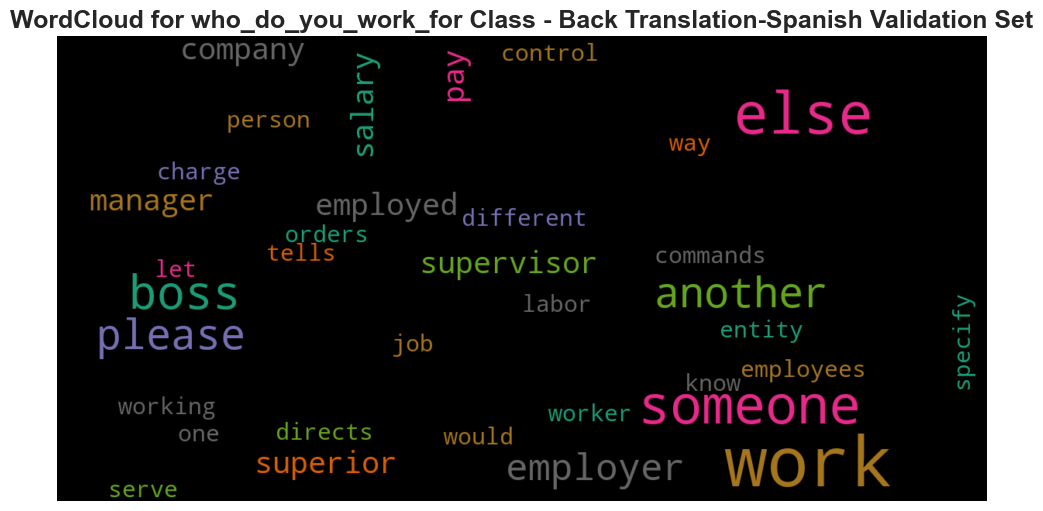 WordCloud for who_do_you_work_for Class - Back Translation-Spanish Validation Set
company
control
salary
pay
else
person
way
charge
manager
employed
different
orders
tells
supervisor
commands
let
boss
another
labor
please
entity
specify
job
employees
know
working
someone
worker
one
directs
would
superior
employer
work
serve